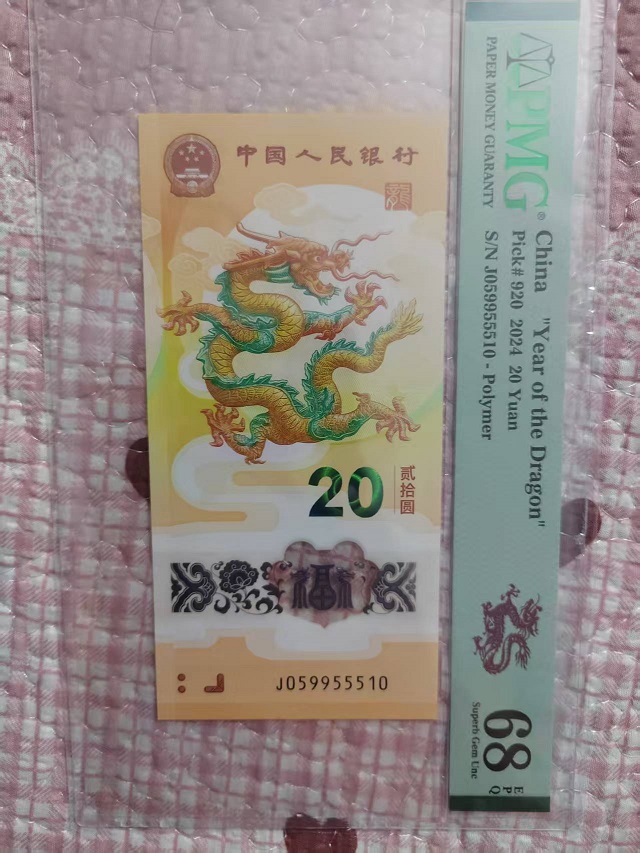 中国人民银行
20
贰拾圆
福
J059955510
PMG®
PAPER MONEY GUARANTY
China "Year of the Dragon"
Pick# 920 2024 20 Yuan
S/N J059955510 - Polymer
68 EPQ
Superb Gem Unc